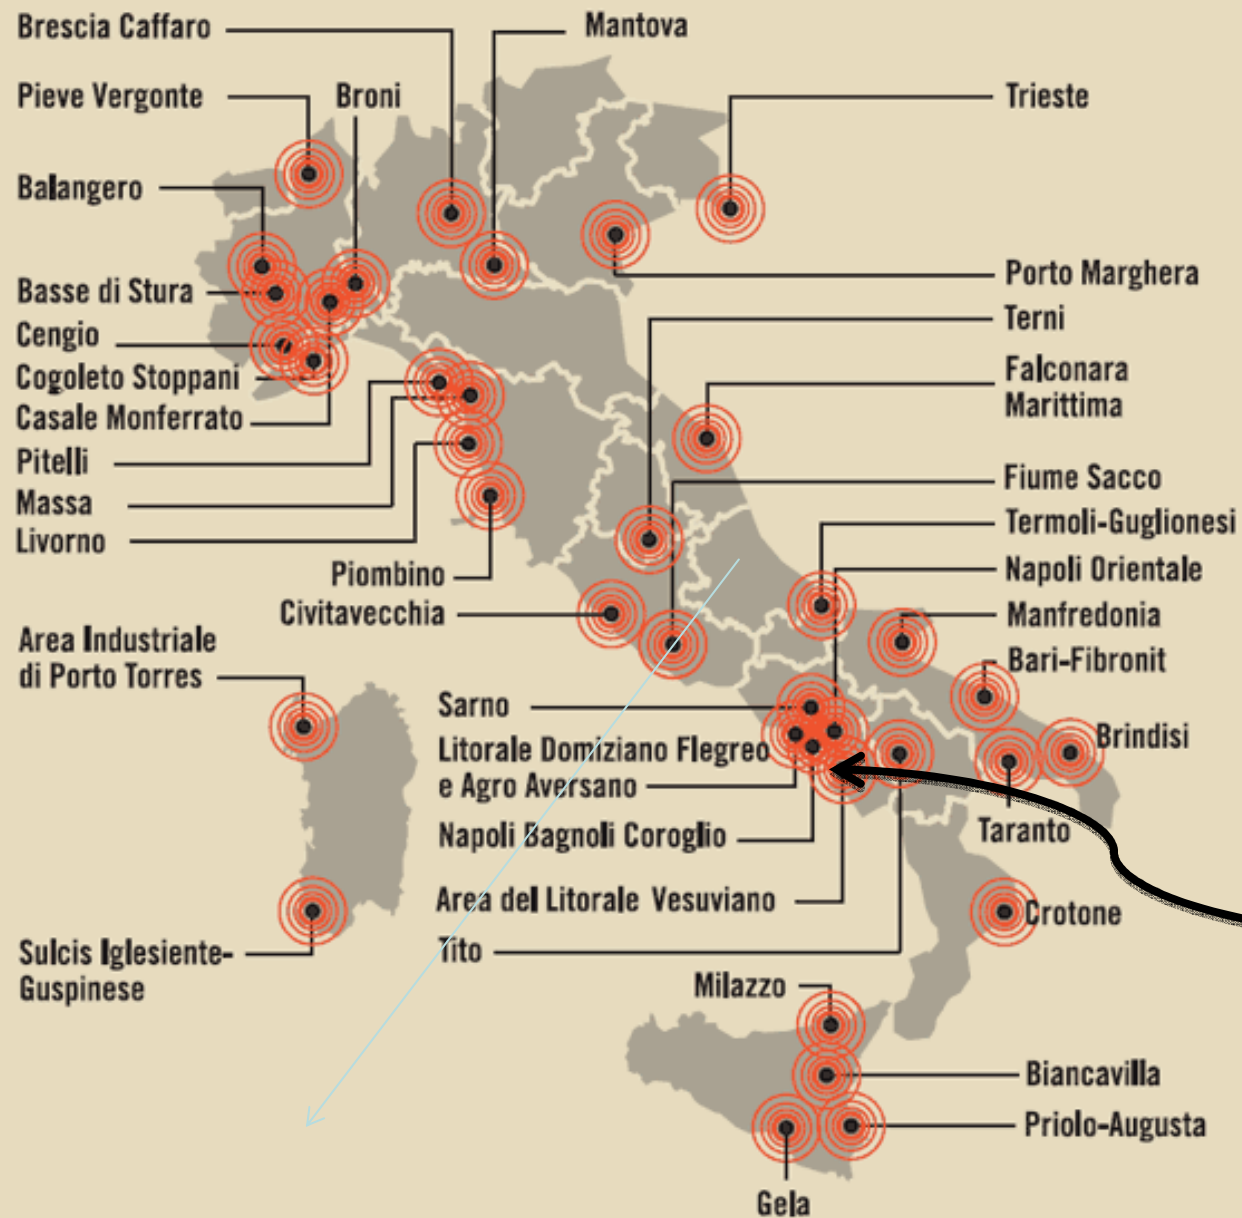 Brescia Caffaro
Mantova
Pieve Vergonte
Broni
Trieste
Balangero
Porto Marghera
Basse di Stura
Terni
Cengio
Cogoleto Stoppani
Falconara
Marittima
Casale Monferrato
Pitelli
Fiume Sacco
Massa
Termoli-Guglionesi
Livorno
Napoli Orientale
Piombino
Civitavecchia
Manfredonia
Area Industriale
di Porto Torres
Bari-Fibronit
Sarno
Brindisi
Litorale Domiziano Flegreo
e Agro Aversano
Napoli Bagnoli Coroglio
Taranto
Area del Litorale Vesuviano
Crotone
Tito
Sulcis Iglesiente-
Guspinese
Milazzo
Biancavilla
Priolo-Augusta
Gela